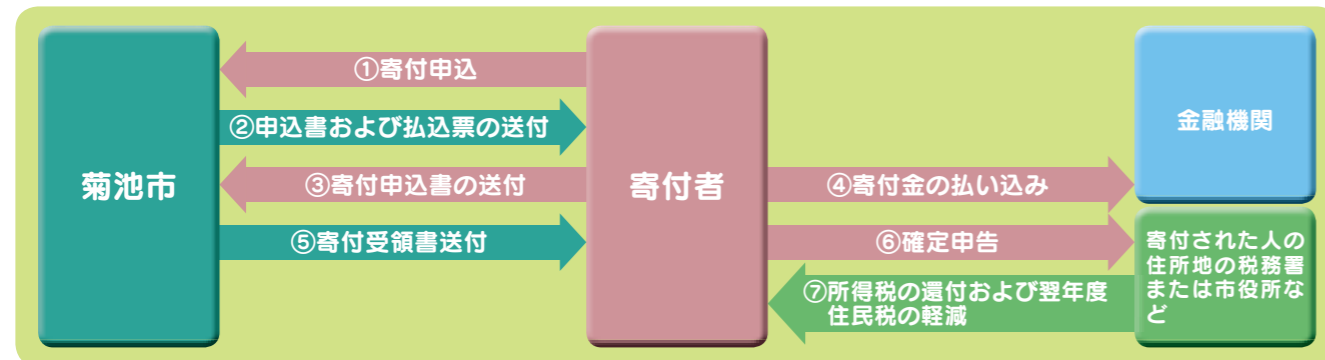 菊池市
①寄付申込
②申込書および払込票の送付
③寄付申込書の送付
⑤寄付受領書送付
寄付者
④寄付金の払い込み
⑥確定申告
⑦所得税の還付および翌年度
住民税の軽減
金融機関
寄付された人の
住所地の税務署
または市役所な
ど